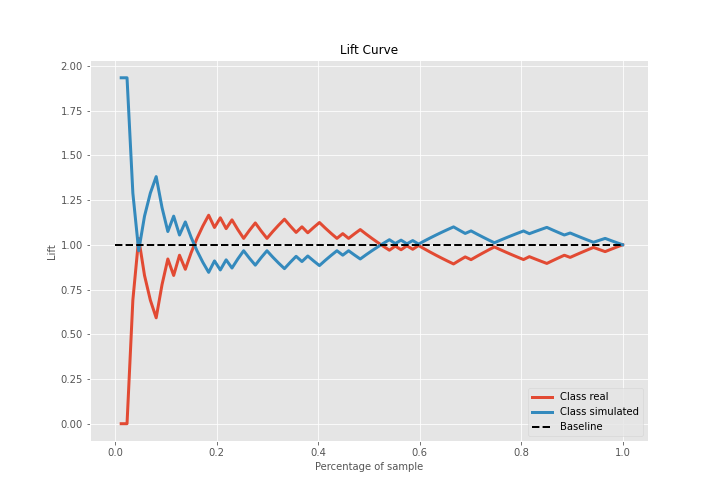 Lift Curve
2.00
1.75
1.50
1.25
1.00
0.75
0.50
0.25
0.00
Lift
0.0 0.2 0.4 0.6 0.8 1.0
Percentage of sample
Class real
Class simulated
Baseline